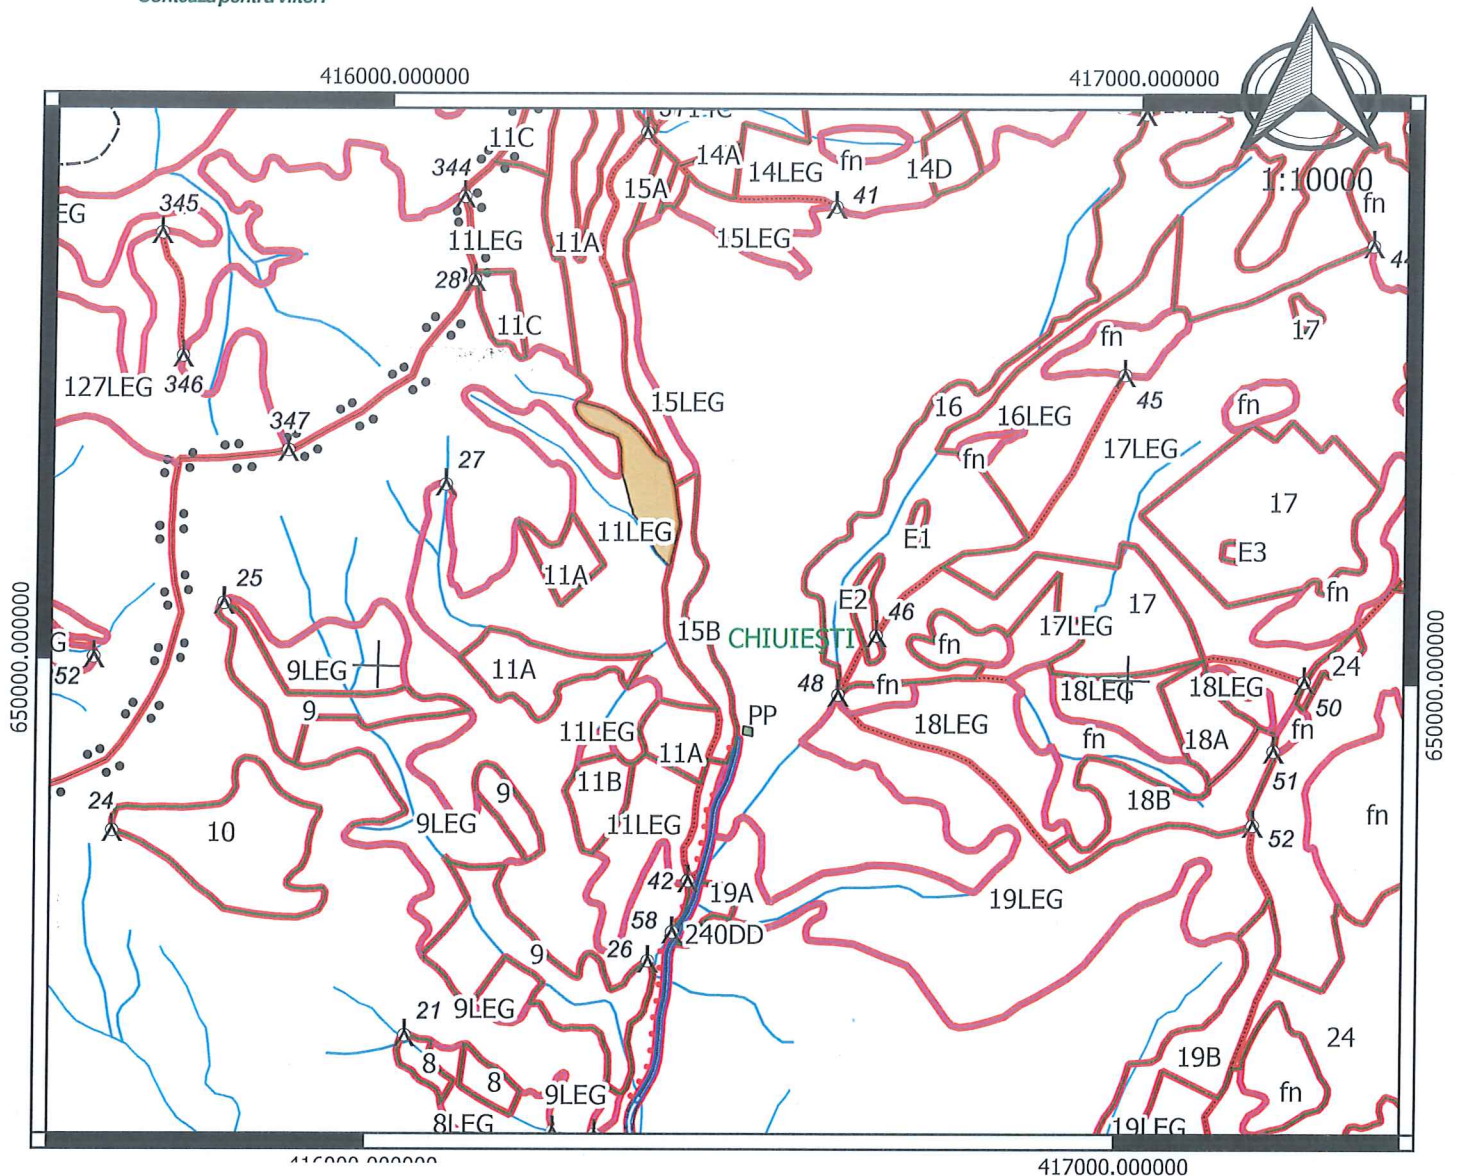 416000.000000
417000.000000
1:10000
11C
344
14A
14LEG
fn
14D
fn
EG
345
15A
41
11LEG
11A
15LEG
28
11C
fn
17
127LEG
346
15LEG
45
16
16LEG
fn
347
17LEG
fn
27
17
11LEG
E1
E3
11A
25
E2
46
17
fn
650000.000000
650000.000000
G
52
15B
CHIUIEȘTI
17LEG
fn
9LEG
11A
48
fn
18LEG
18LEG
24
50
9
PP
18LEG
fn
18A
fn
11LEG
11A
51
11B
9
18B
24
10
9LEG
11LEG
52
fn
42
19A
19LEG
58
240DD
26
9
21
9LEG
8
8
9LEG
19B
24
fn
8LEG
19LEG
416000.000000
417000.000000